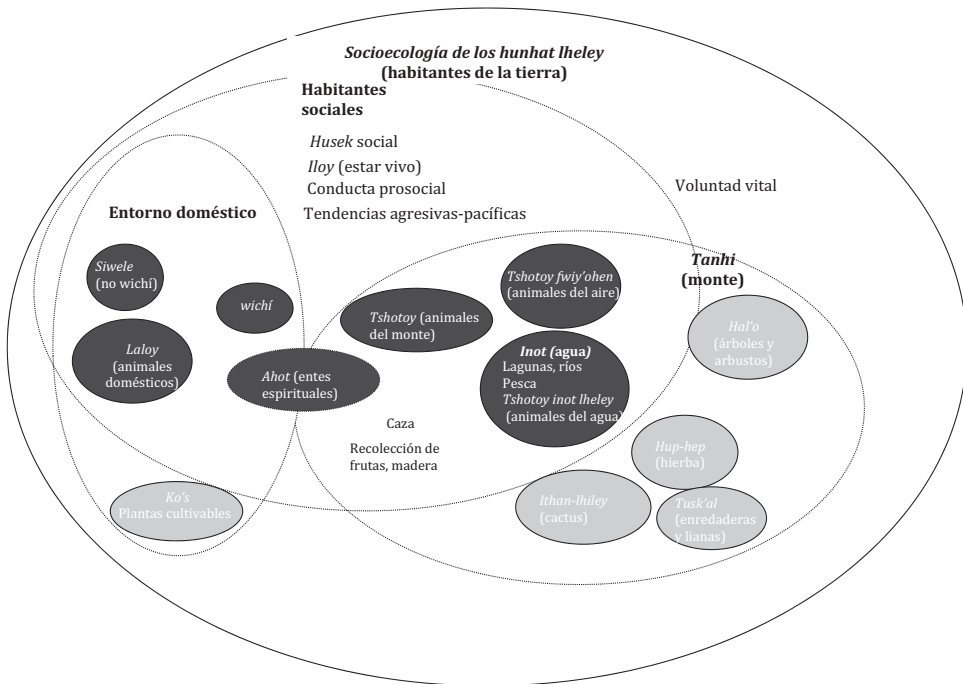 Socioecología de los hunhat lheley
(habitantes de la tierra)
Habitantes
sociales
Husek social
Iloy (estar vivo)
Conducta prosocial
Tendencias agresivas-pacíficas
Voluntad vital
Entorno doméstico
Siwele
(no wichí)
wichí
Laloy
(animales
domésticos)
Ahot (entes
espirituales)
Ko's
Plantas cultivables
Tshotoy (animales
del monte)
Tshotoy fwiy'ohen
(animales del aire)
Inot (agua)
Lagunas, ríos
Pesca
Tshotoy inot lheley
(animales del agua)
Caza
Recolección de
frutas, madera
Tanhi
(monte)
Hal'o
(árboles y
arbustos)
Hup-hep
(hierba)
Ithan-lhiley
(cactus)
Tusk'al
(enredaderas
y lianas)